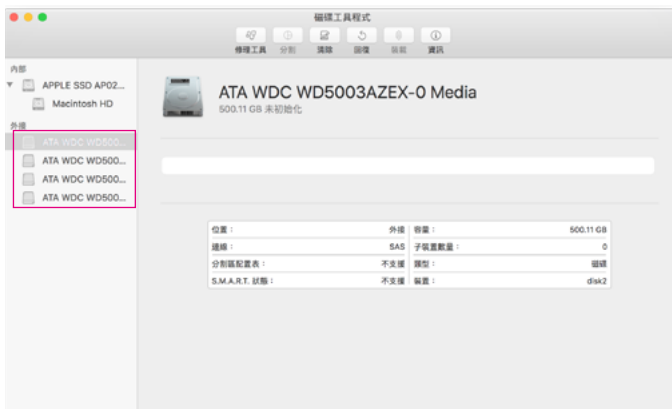 磁碟工具程式
修理工具 分割 清除 回復 裝載 資訊
內部
APPLE SSD AP02...
Macintosh HD
外接
ATA WDC WD500...
ATA WDC WD500...
ATA WDC WD500...
ATA WDC WD500...
ATA WDC WD5003AZEX-0 Media
500.11 GB 未初始化
位置： 外接 容量： 500.11 GB
連線： SAS 子裝置數量： 0
分割區配置表： 不支援 類型： 磁碟
S.M.A.R.T. 狀態： 不支援 裝置： disk2